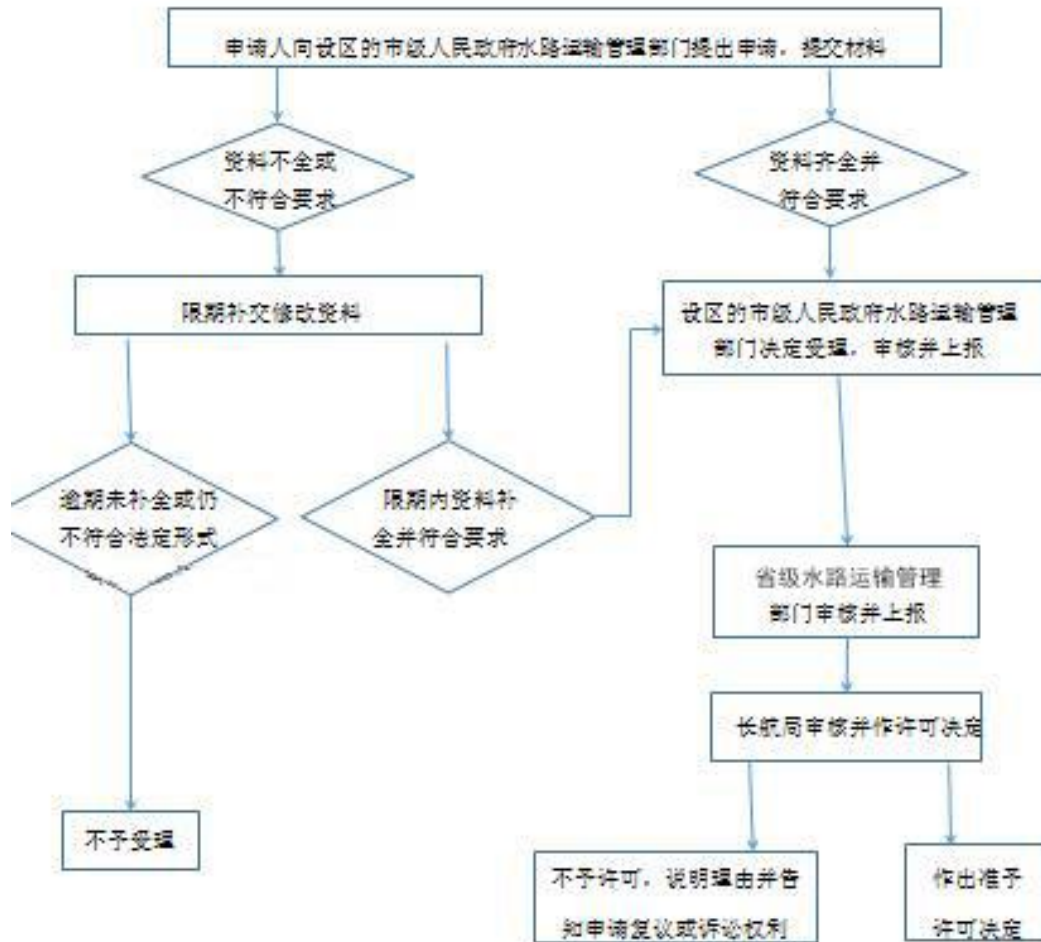 申请人向设区的市级人民政府水路运输管理部门提出申请，提交材料
资料不全或
不符合要求
资料齐全并
符合要求
限期补交修改资料
设区的市级人民政府水路运输管理
部门决定受理，审核并上报
逾期未补全或仍
不符合法定形式
限期内资料补
全并符合要求
省级水路运输管理
部门审核并上报
长航局审核并作许可决定
不予受理
不予许可，说明理由并告
知申请复议或诉讼权利
作出准予
许可决定